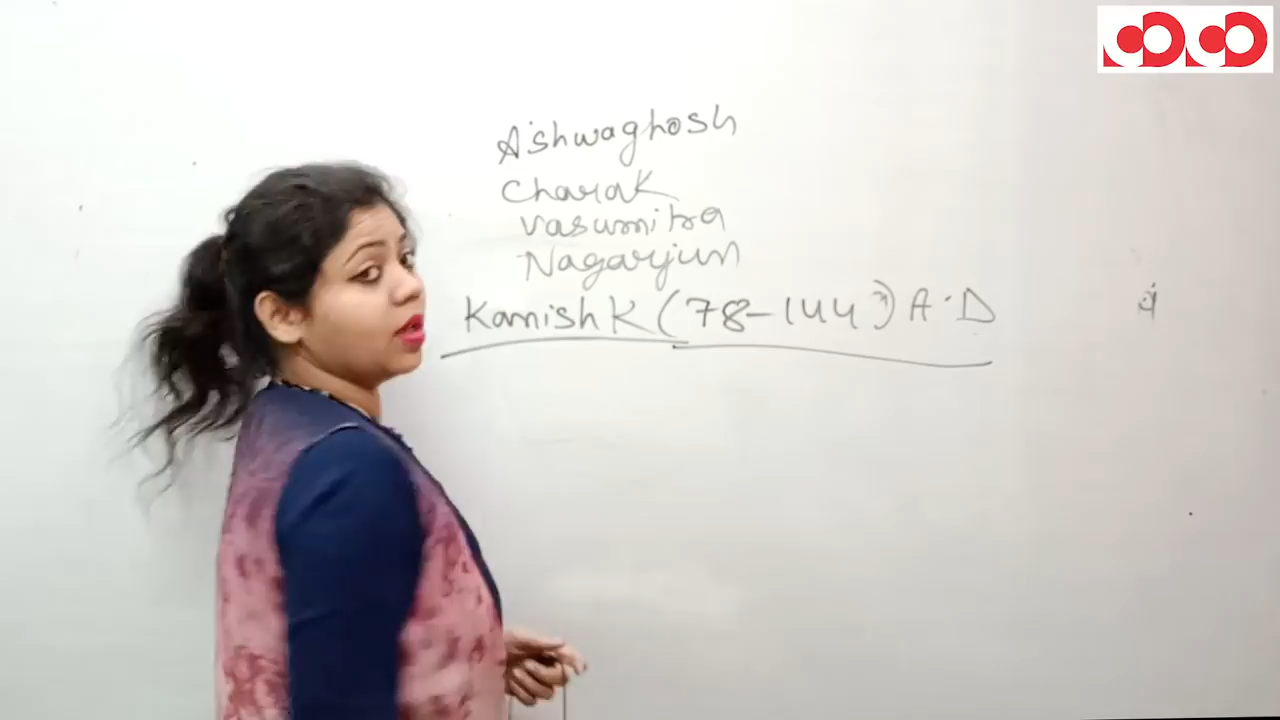 Ashwaghosh
Charak
Vasumitra
Nagarjun
Kanishk (78-144) A.D